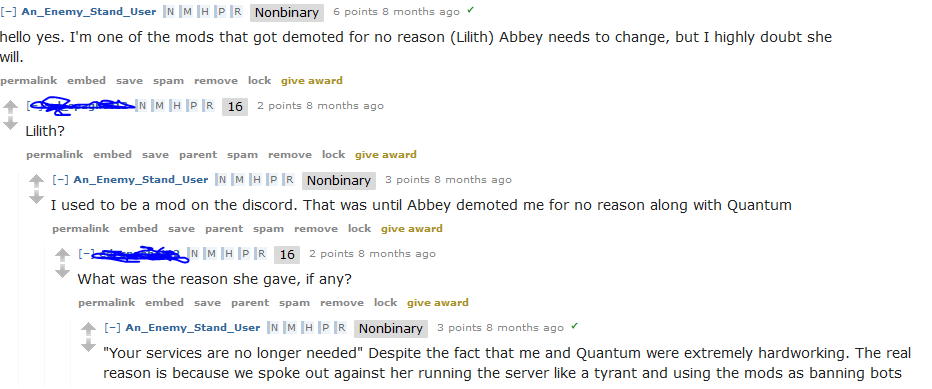 [−] An_Enemy_Stand_User N M H P R Nonbinary 6 points 8 months ago ✓
hello yes. I'm one of the mods that got demoted for no reason (Lilith) Abbey needs to change, but I highly doubt she
will.
permalink embed save spam remove lock give award
N M H P R 16 2 points 8 months ago
Lilith?
permalink embed save parent spam remove lock give award
[−] An_Enemy_Stand_User N M H P R Nonbinary 3 points 8 months ago
I used to be a mod on the discord. That was until Abbey demoted me for no reason along with Quantum
permalink embed save parent spam remove lock give award
[−] N M H P R 16 2 points 8 months ago
What was the reason she gave, if any?
permalink embed save parent spam remove lock give award
[−] An_Enemy_Stand_User N M H P R Nonbinary 3 points 8 months ago ✓
"Your services are no longer needed" Despite the fact that me and Quantum were extremely hardworking. The real
reason is because we spoke out against her running the server like a tyrant and using the mods as banning bots